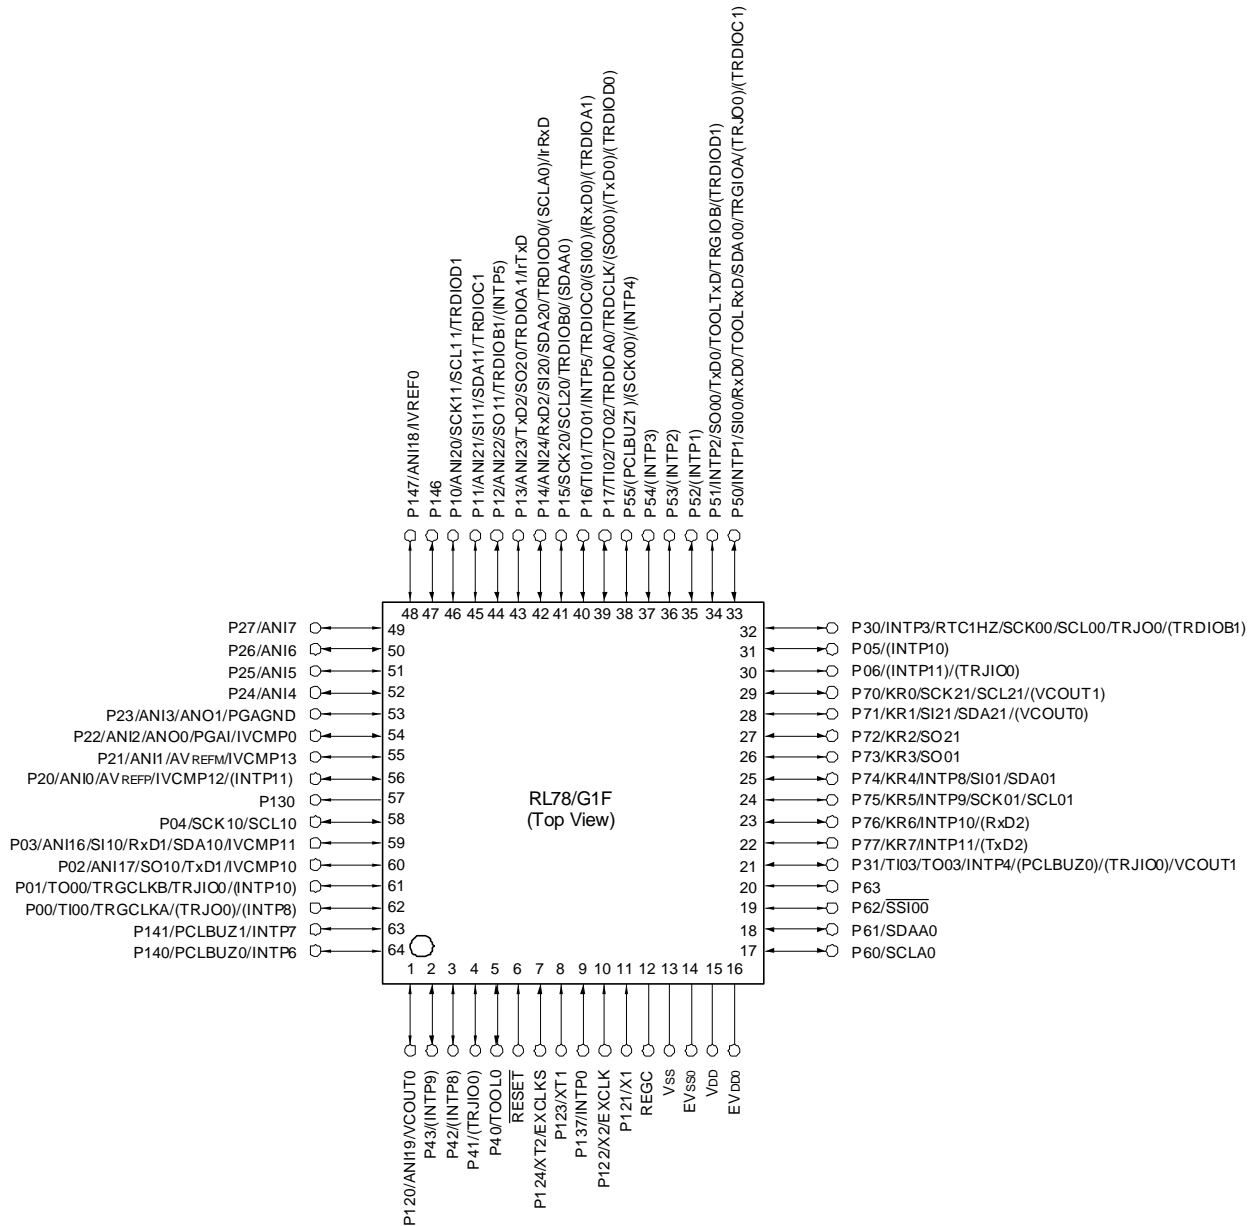 P147/ANI18/IVREF0
P146
P10/ANI20/SCK11/SCL11/TRDIOD1
P11/ANI21/SI11/SDA11/TRDIOC1
P12/ANI22/SO11/TRDIOB1/(INTP5)
P13/ANI23/TxD2/SO20/TRDIOA1/IrTxD
P14/ANI24/RxD2/SI20/SDA20/TRDIOD0/(SCLA0)/IrRxD
P15/SCK20/SCL20/TRDIOB0/(SDAA0)
P16/TI01/TO01/INTP5/TRDIOC0/(SI00)/(RxD0)/(TRDIOA1)
P17/TI02/TO02/TRDIOA0/TRDCLK/(SO00)/(TxD0)/(TRDIOD0)
P55/(PCLBUZ1)/(SCK00)/(INTP4)
P54/(INTP3)
P53/(INTP2)
P52/(INTP1)
P51/INTP2/SO00/TxD0/TOOLTxD/TRGIOB/(TRDIOD1)
P50/INTP1/SI00/RxD0/TOOLRxD/SDA00/TRGIOA/(TRJO0)/(TRDIOC1)
48 47 46 45 44 43 42 41 40 39 38 37 36 35 34 33
P27/ANI7 49
P26/ANI6 50
P25/ANI5 51
P24/ANI4 52
P23/ANI3/ANO1/PGAGND 53
P22/ANI2/ANO0/PGAI/IVCMP0 54
P21/ANI1/AVREFM/IVCMP13 55
P20/ANI0/AVREFP/IVCMP12/(INTP11) 56
P130 57
P04/SCK10/SCL10 58
P03/ANI16/SI10/RxD1/SDA10/IVCMP11 59
P02/ANI17/SO10/TxD1/IVCMP10 60
P01/TO00/TRGCLKB/TRJIO0/(INTP10) 61
P00/TI00/TRGCLKA/(TRJO0)/(INTP8) 62
P141/PCLBUZ1/INTP7 63
P140/PCLBUZ0/INTP6 64
RL78/G1F
(Top View)
32 P30/INTP3/RTC1HZ/SCK00/SCL00/TRJO0/(TRDIOB1)
31 P05/(INTP10)
30 P06/(INTP11)/(TRJIO0)
29 P70/KR0/SCK21/SCL21/(VCOUT1)
28 P71/KR1/SI21/SDA21/(VCOUT0)
27 P72/KR2/SO21
26 P73/KR3/SO01
25 P74/KR4/INTP8/SI01/SDA01
24 P75/KR5/INTP9/SCK01/SCL01
23 P76/KR6/INTP10/(RxD2)
22 P77/KR7/INTP11/(TxD2)
21 P31/TI03/TO03/INTP4/(PCLBUZ0)/(TRJIO0)/VCOUT1
20 P63
19 P62/SSI00
18 P61/SDAA0
17 P60/SCLA0
1 2 3 4 5 6 7 8 9 10 11 12 13 14 15 16
P120/ANI19/VCOUT0
P43/(INTP9)
P42/(INTP8)
P41/(TRJIO0)
P40/TOOL0
RESET
P124/XT2/EXCLKS
P123/XT1
P137/INTP0
P122/X2/EXCLK
P121/X1
REGC
VSS
EVSS0
VDD
EVDD0